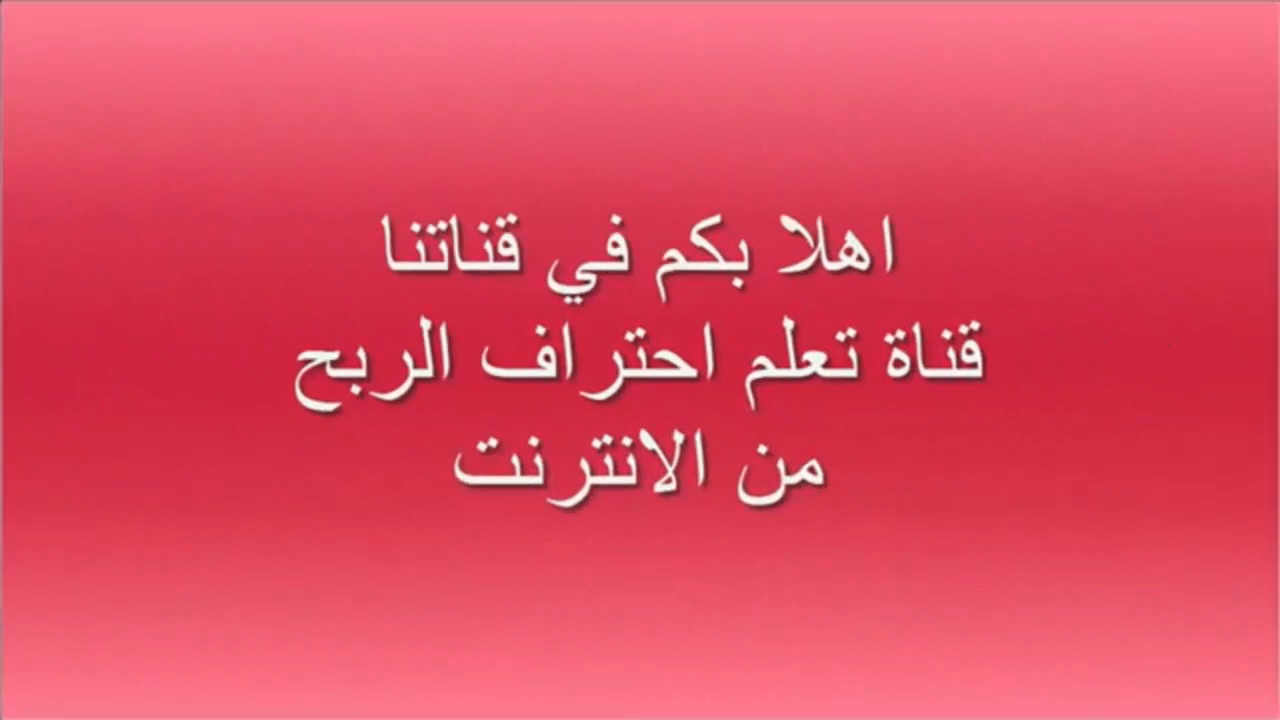 اهلا بكم في قناتنا
قناة تعلم احتراف الربح
من الانترنت